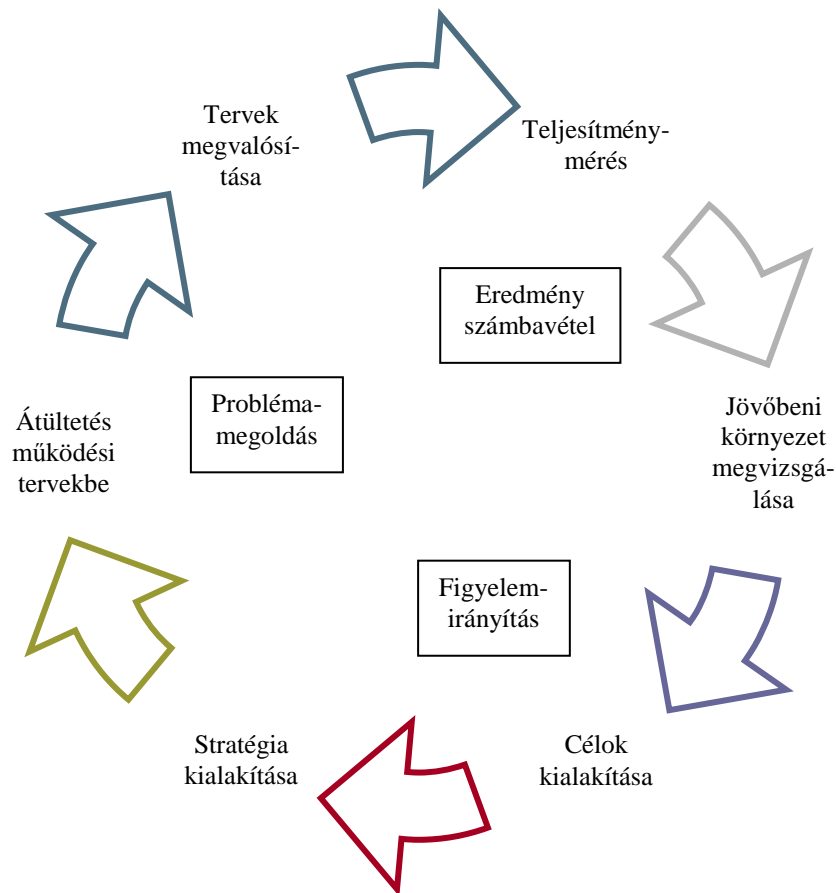 Tervek
megvalósí-
tása
Teljesítmény-
mérés
Eredmény
számbavétel
Jövőbeni
környezet
megvizsgá-
lása
Probléma-
megoldás
Átültetés
működési
tervekbe
Figyelem-
irányítás
Célok
kialakítása
Stratégia
kialakítása